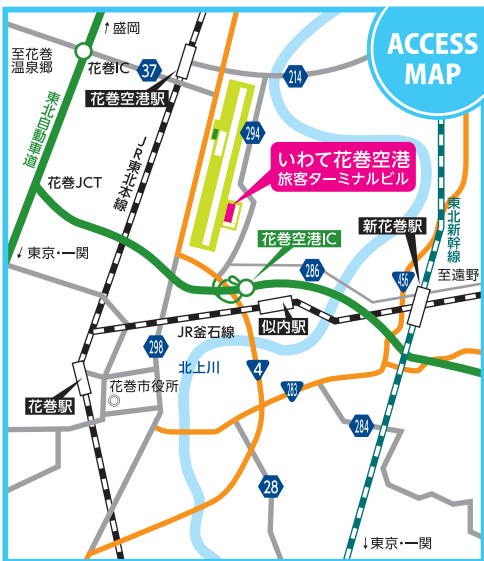 ACCESS
MAP
↑盛岡
至花巻
温泉郷
花巻IC
37
214
花巻空港駅
東北自動車道
JR東北本線
294
いわて花巻空港
旅客ターミナルビル
花巻JCT
新花巻駅
東北新幹線
↓東京・一関
花巻空港IC
286
456
至遠野
似内駅
JR釜石線
298
北上川
4
283
花巻市役所
花巻駅
284
28
↓東京・一関